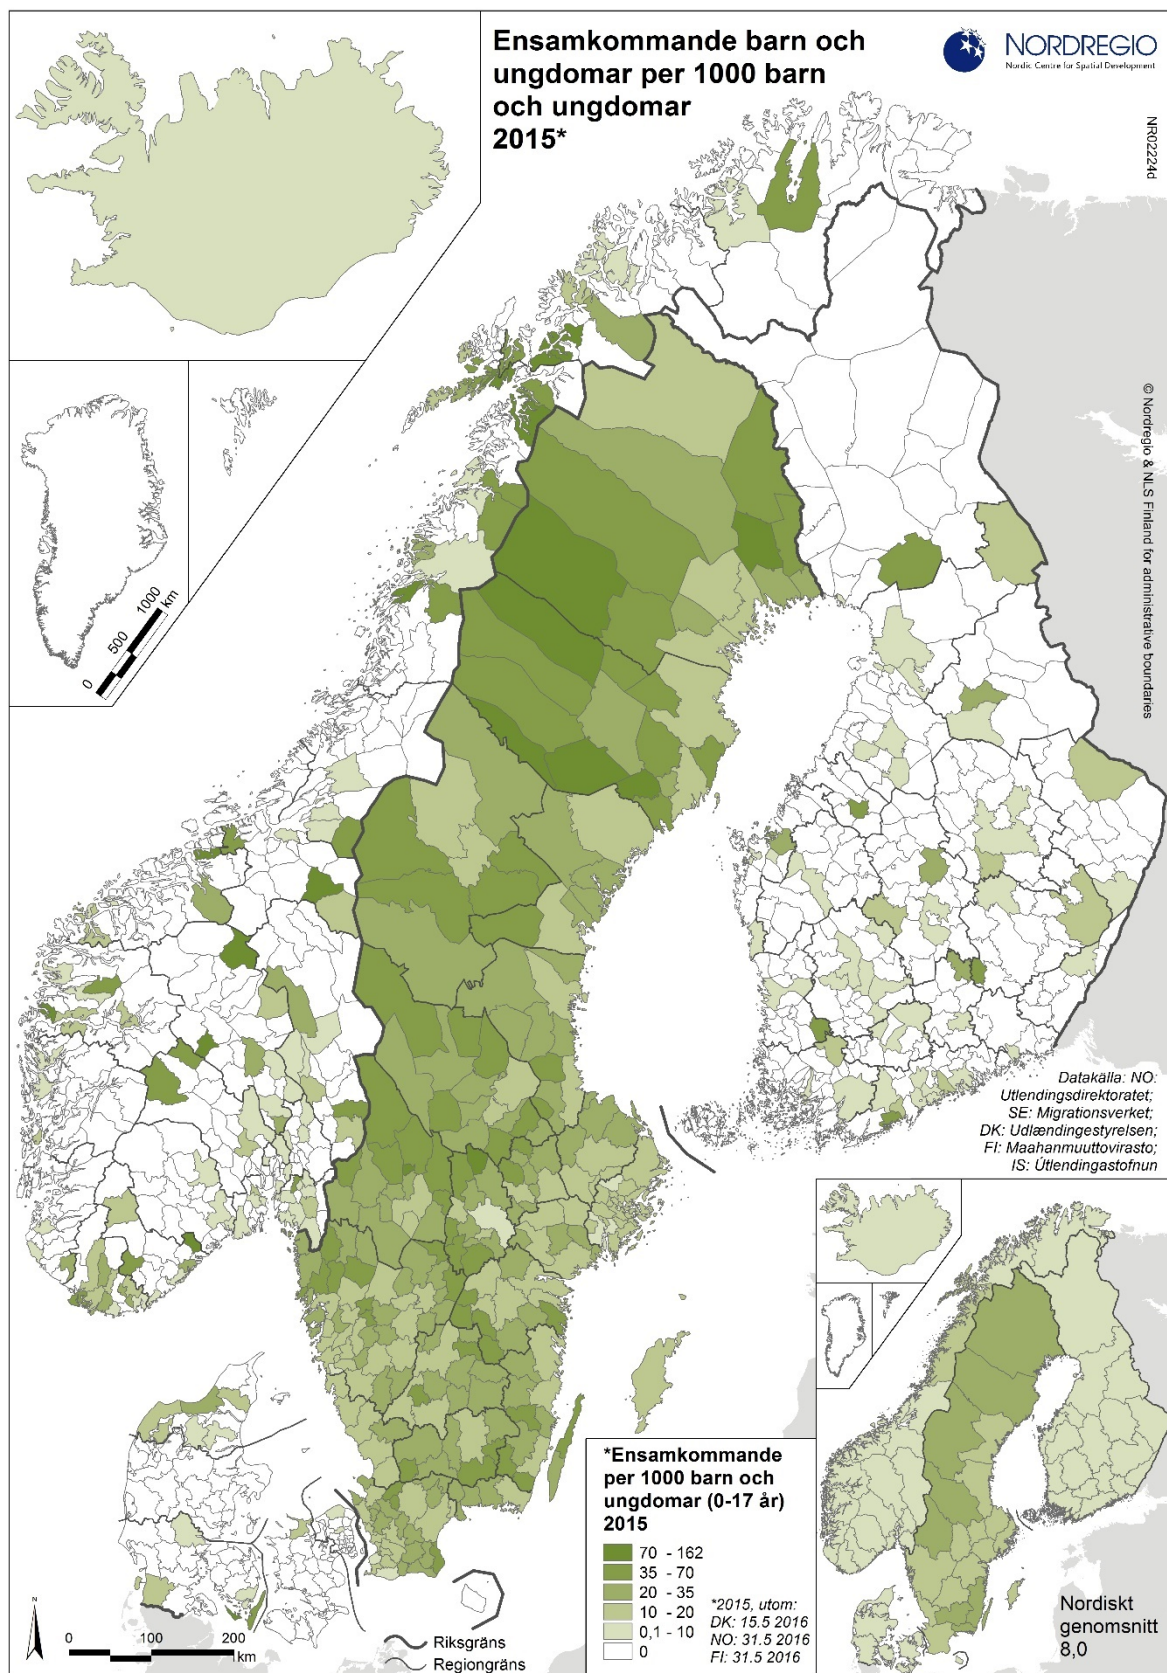 Ensamkommande barn och
ungdomar per 1000 barn
och ungdomar
2015*
NORDREGIO
Nordic Centre for Spatial Development
NR02224d
© Nordregio & NLS Finland for administrative boundaries
0 500 1000
km
Datakälla: NO:
Utlendingsdirektoratet;
SE: Migrationsverket;
DK: Udlændingestyrelsen;
FI: Maahanmuuttovirasto;
IS: Útlendingastofnun
*Ensamkommande
per 1000 barn och
ungdomar (0-17 år)
2015
70 - 162
35 - 70
20 - 35
10 - 20
0,1 - 10
0
*2015, utom:
DK: 15.5 2016
NO: 31.5 2016
FI: 31.5 2016
Nordiskt
genomsnitt
8,0
N
0 100 200
km
Riksgräns
Regiongräns